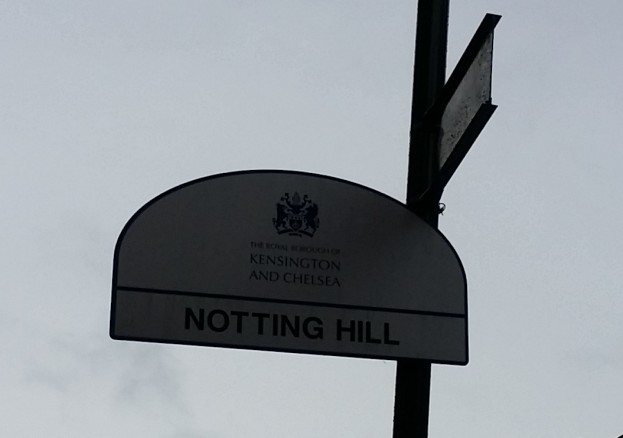 THE ROYAL BOROUGH OF
KENSINGTON
AND CHELSEA
NOTTING HILL